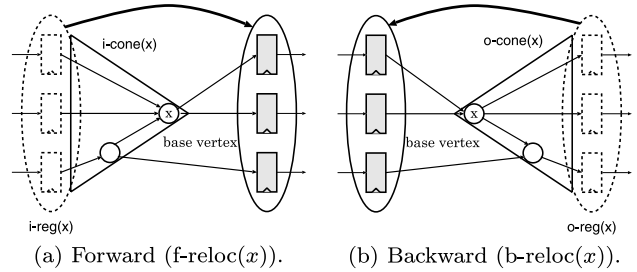 i-cone(x)
o-cone(x)
x
x
base vertex
base vertex
i-reg(x)
o-reg(x)
(a) Forward (f-reloc(x)).
(b) Backward (b-reloc(x)).